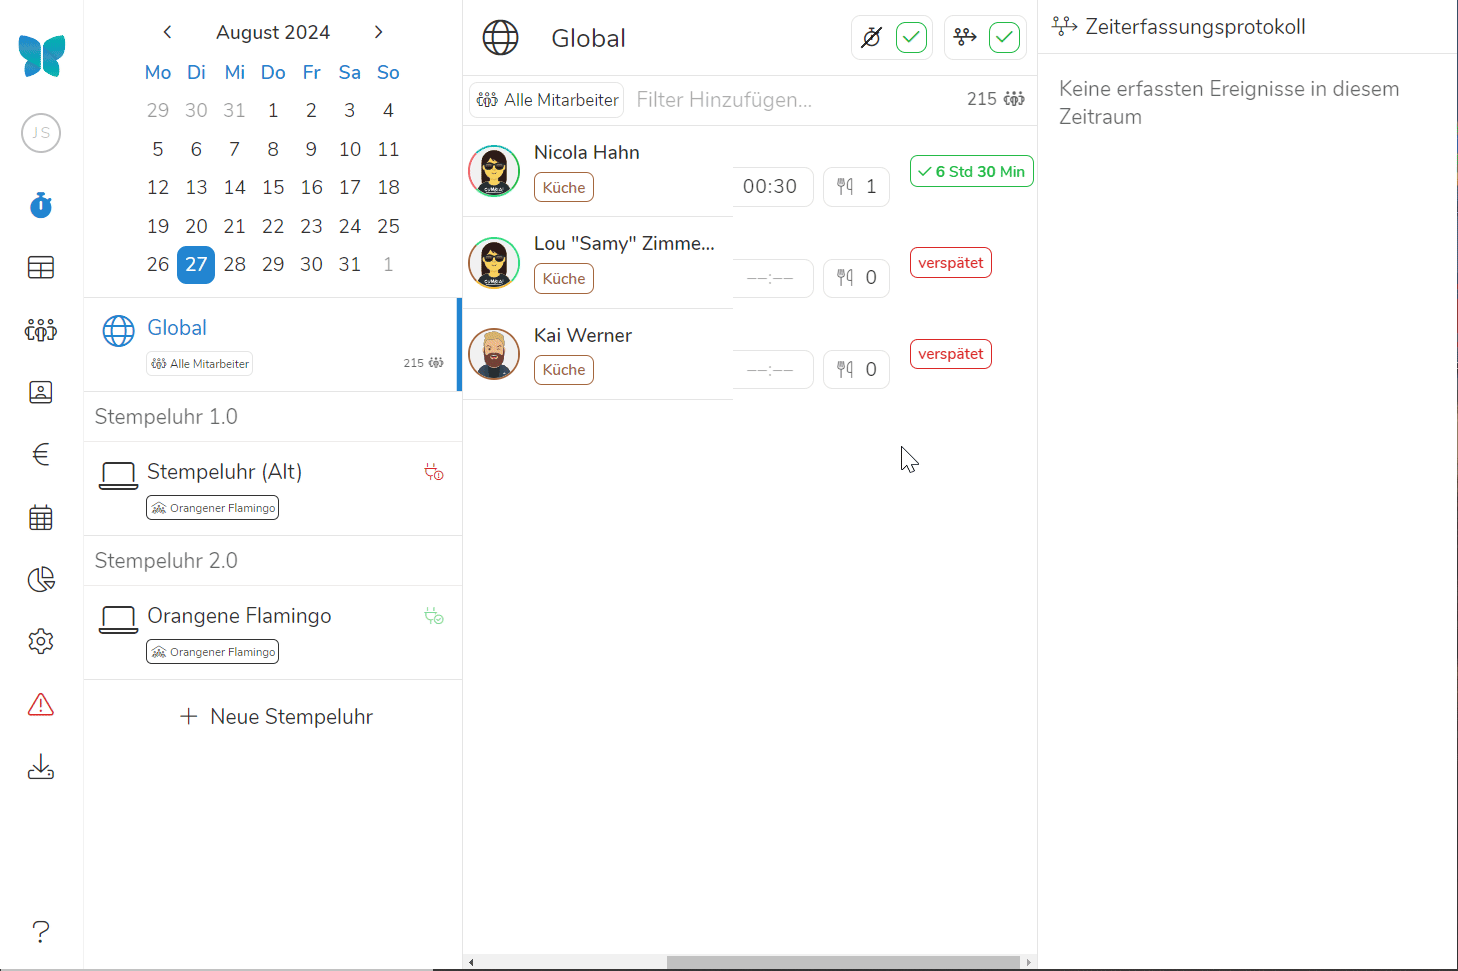 JS
August 2024
Mo Di Mi Do Fr Sa So
29 30 31 1 2 3 4
5 6 7 8 9 10 11
12 13 14 15 16 17 18
19 20 21 22 23 24 25
26 27 28 29 30 31 1
Global
Alle Mitarbeiter 215
Stempeluhr 1.0
Stempeluhr (Alt)
Orangener Flamingo
Stempeluhr 2.0
Orangene Flamingo
Orangener Flamingo
+ Neue Stempeluhr
?
Global
Alle Mitarbeiter Filter Hinzufügen... 215
Nicola Hahn
Küche 00:30 1 6 Std 30 Min
Lou "Samy" Zimme...
Küche --:-- 0 verspätet
Kai Werner
Küche --:-- 0 verspätet
Zeiterfassungsprotokoll
Keine erfassten Ereignisse in diesem
Zeitraum